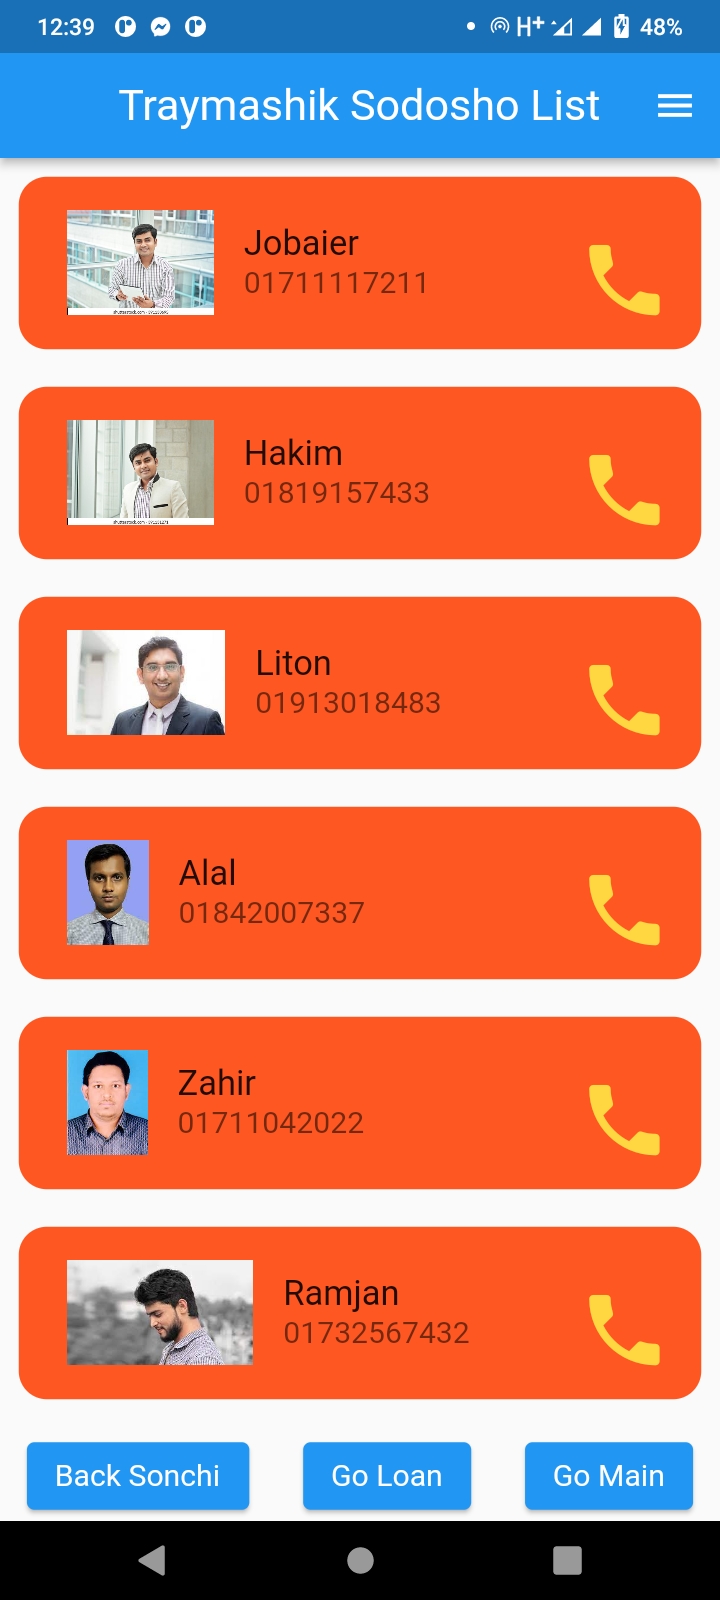 12:39
H+ 48%
Traymashik Sodosho List
Jobaier
01711117211
Hakim
01819157433
Liton
01913018483
Alal
01842007337
Zahir
01711042022
Ramjan
01732567432
Back Sonchi
Go Loan
Go Main